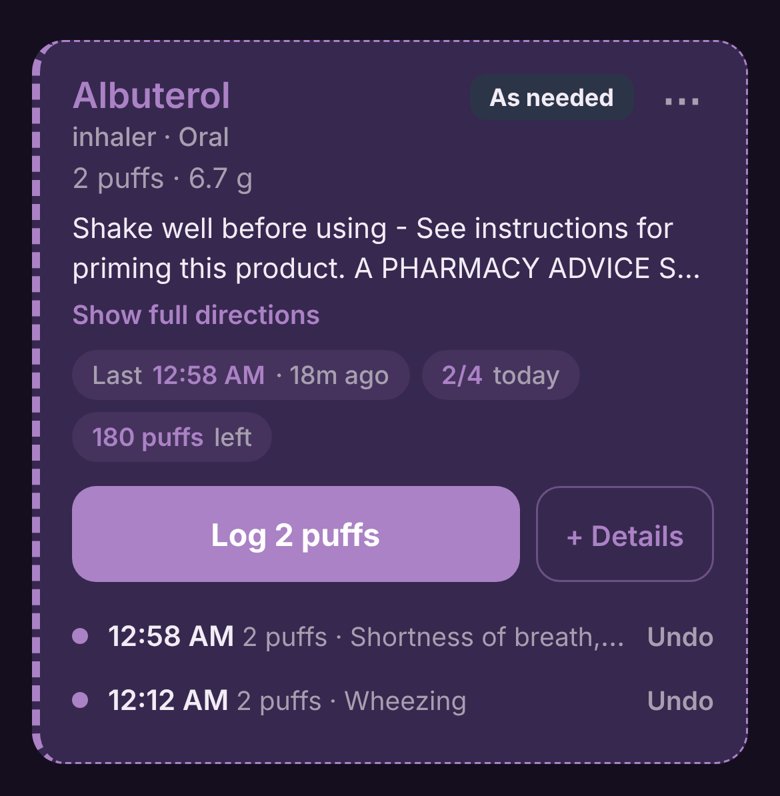 Albuterol
As needed
...
inhaler · Oral
2 puffs · 6.7 g
Shake well before using - See instructions for
priming this product. A PHARMACY ADVICE S...
Show full directions
Last 12:58 AM · 18m ago
2/4 today
180 puffs left
Log 2 puffs
+ Details
12:58 AM 2 puffs · Shortness of breath,... Undo
12:12 AM 2 puffs · Wheezing Undo